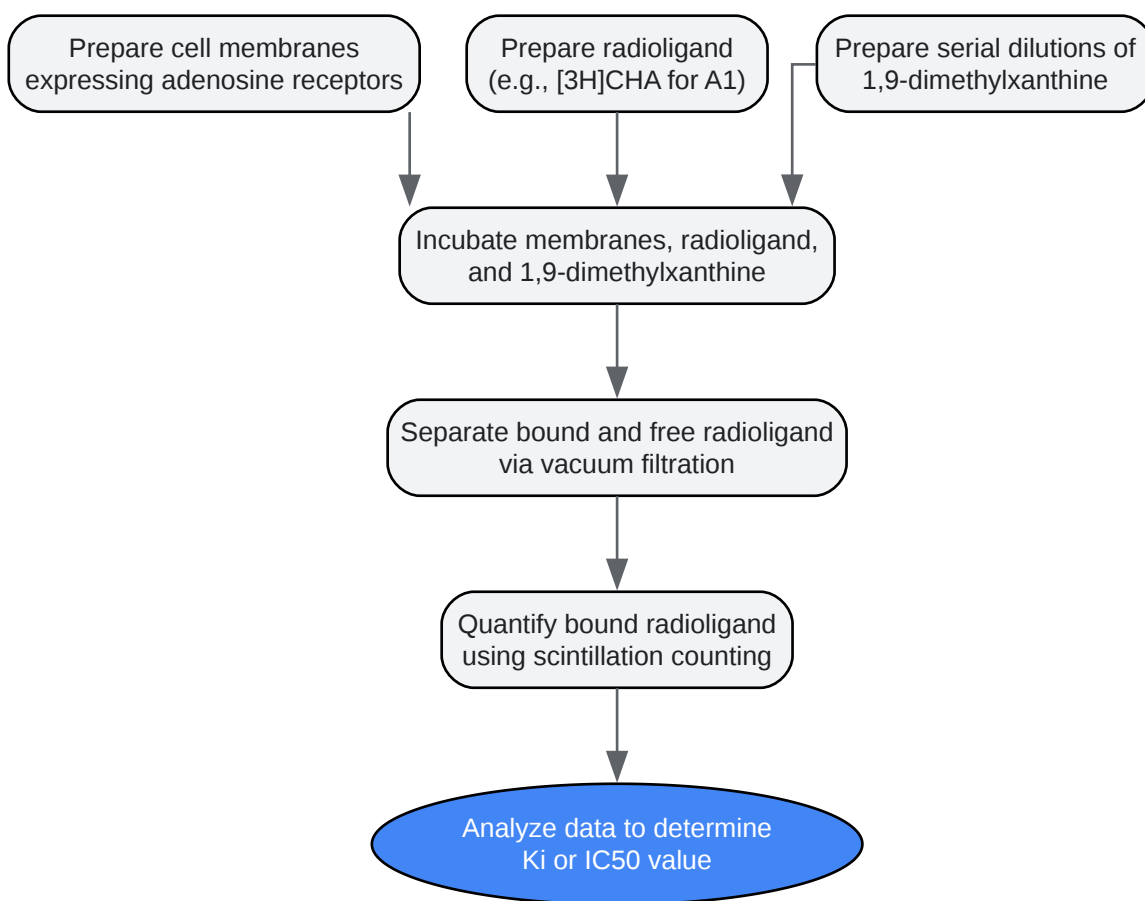 Prepare cell membranes
expressing adenosine receptors
Prepare radioligand
(e.g., [3H]CHA for A1)
Prepare serial dilutions of
1,9-dimethylxanthine
Incubate membranes, radioligand,
and 1,9-dimethylxanthine
Separate bound and free radioligand
via vacuum filtration
Quantify bound radioligand
using scintillation counting
Analyze data to determine
Ki or IC50 value